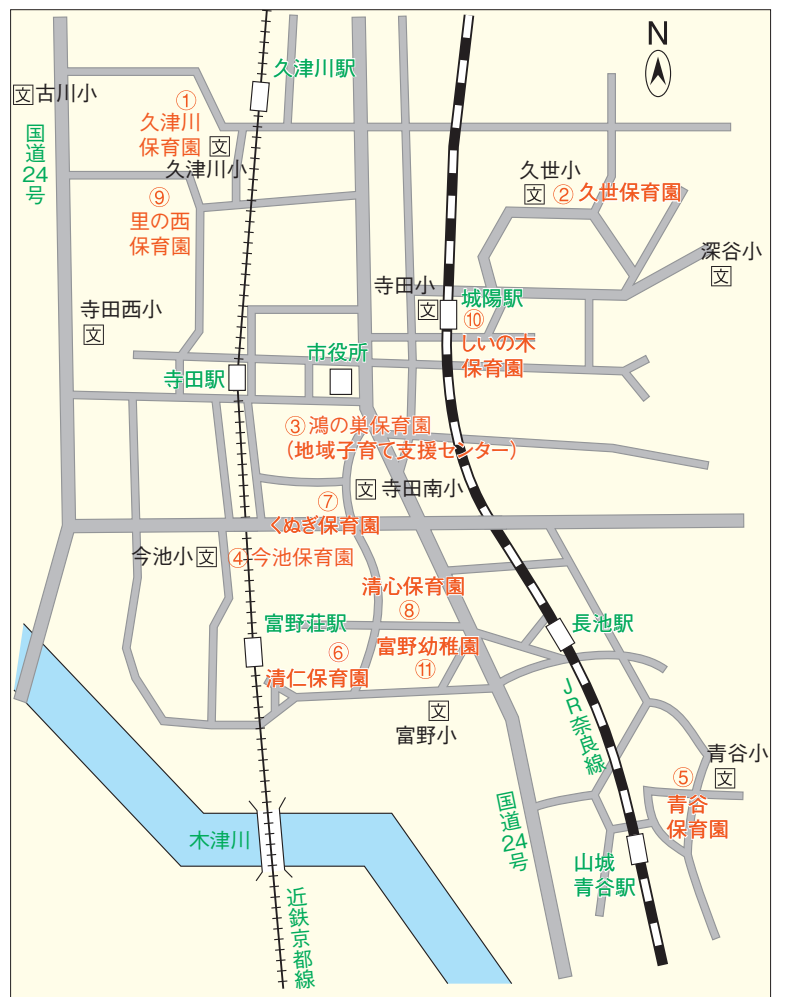 N
久津川駅
文古川小
①
久津川
保育園
文
久津川小
国道24号
久世小
文
②久世保育園
⑨
里の西
保育園
深谷小
文
寺田小
文
城陽駅
⑩
しいの木
保育園
寺田西小
文
市役所
寺田駅
③鴻の巣保育園
（地域子育て支援センター）
文寺田南小
⑦
くぬぎ保育園
今池小文
④今池保育園
清心保育園
⑧
富野荘駅
長池駅
富野幼稚園
⑪
⑥
清仁保育園
文
富野小
JR奈良線
青谷小
文
⑤
青谷
保育園
国道24号
木津川
山城
青谷駅
近鉄京都線